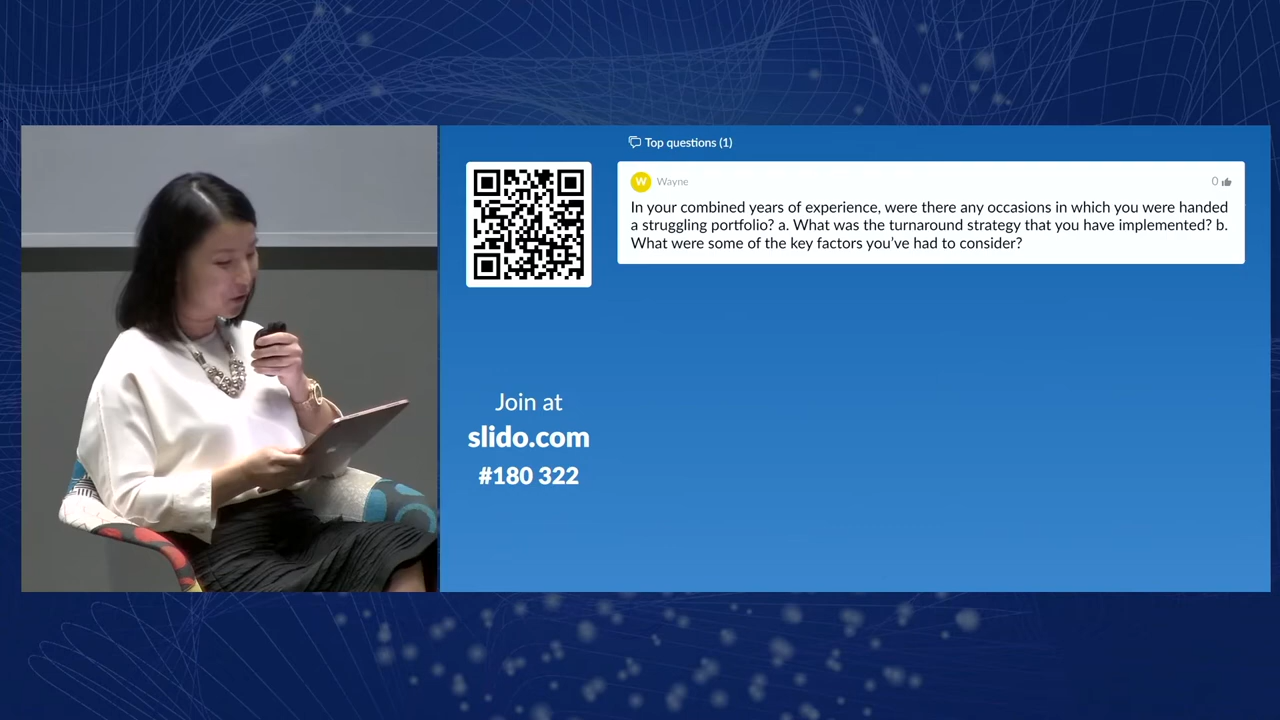 Top questions (1)
W
Wayne
0
In your combined years of experience, were there any occasions in which you were handed
a struggling portfolio? a. What was the turnaround strategy that you have implemented? b.
What were some of the key factors you've had to consider?
Join at
slido.com
#180 322